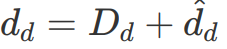 d_d = D_d + \hat{d}_d